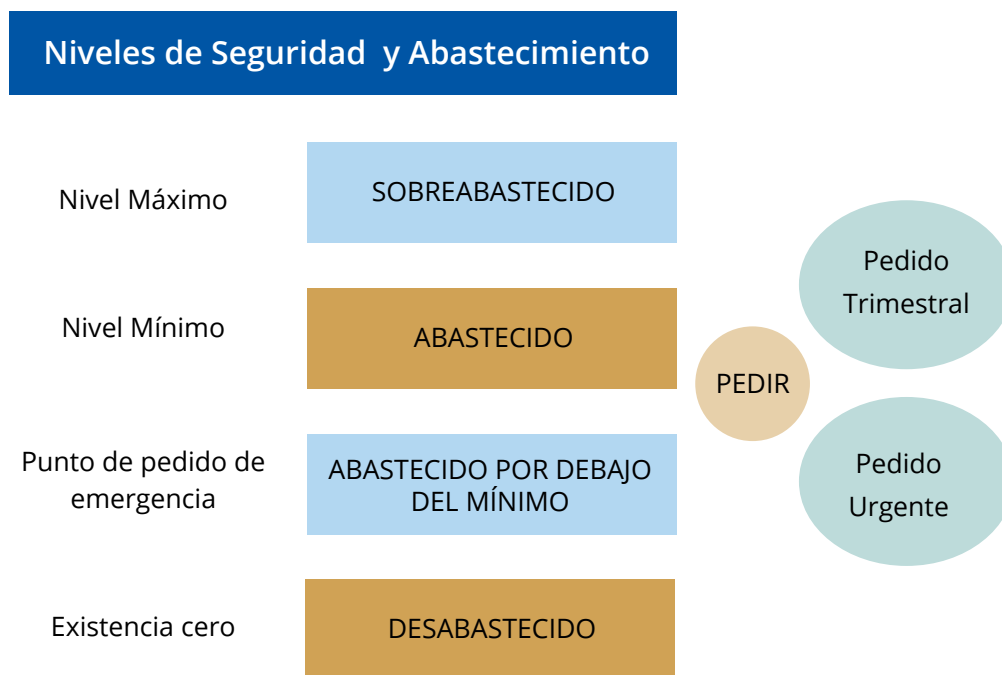 Niveles de Seguridad y Abastecimiento
Nivel Máximo
SOBREABASTECIDO
Nivel Mínimo
ABASTECIDO
Punto de pedido de
emergencia
ABASTECIDO POR DEBAJO
DEL MÍNIMO
Existencia cero
DESABASTECIDO
PEDIR
Pedido
Trimestral
Pedido
Urgente